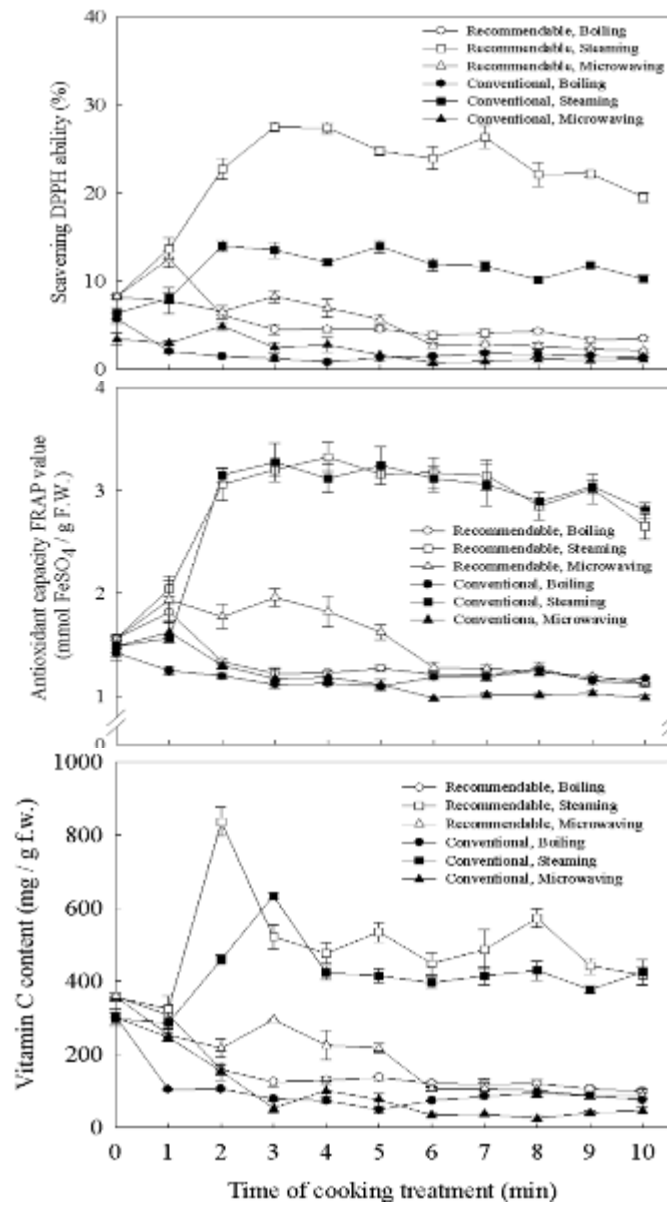 40
30
20
10
0
Scavening DPPH ability (%)
Recommendable, Boiling
Recommendable, Steaming
Recommendable, Microwaving
Conventional, Boiling
Conventional, Steaming
Conventional, Microwaving
4
3
2
1
0
Antioxidant capacity FRAP value
(mmol FeSO4 / g F.W.)
Recommendable, Boiling
Recommendable, Steaming
Recommendable, Microwaving
Conventional, Boiling
Conventional, Steaming
Conventiona, Microwaving
1000
800
600
400
200
0
Vitamin C content (mg / g f.w.)
Recommendable, Boiling
Recommendable, Steaming
Recommendable, Microwaving
Conventional, Boiling
Conventional, Steaming
Conventional, Microwaving
0 1 2 3 4 5 6 7 8 9 10
Time of cooking treatment (min)